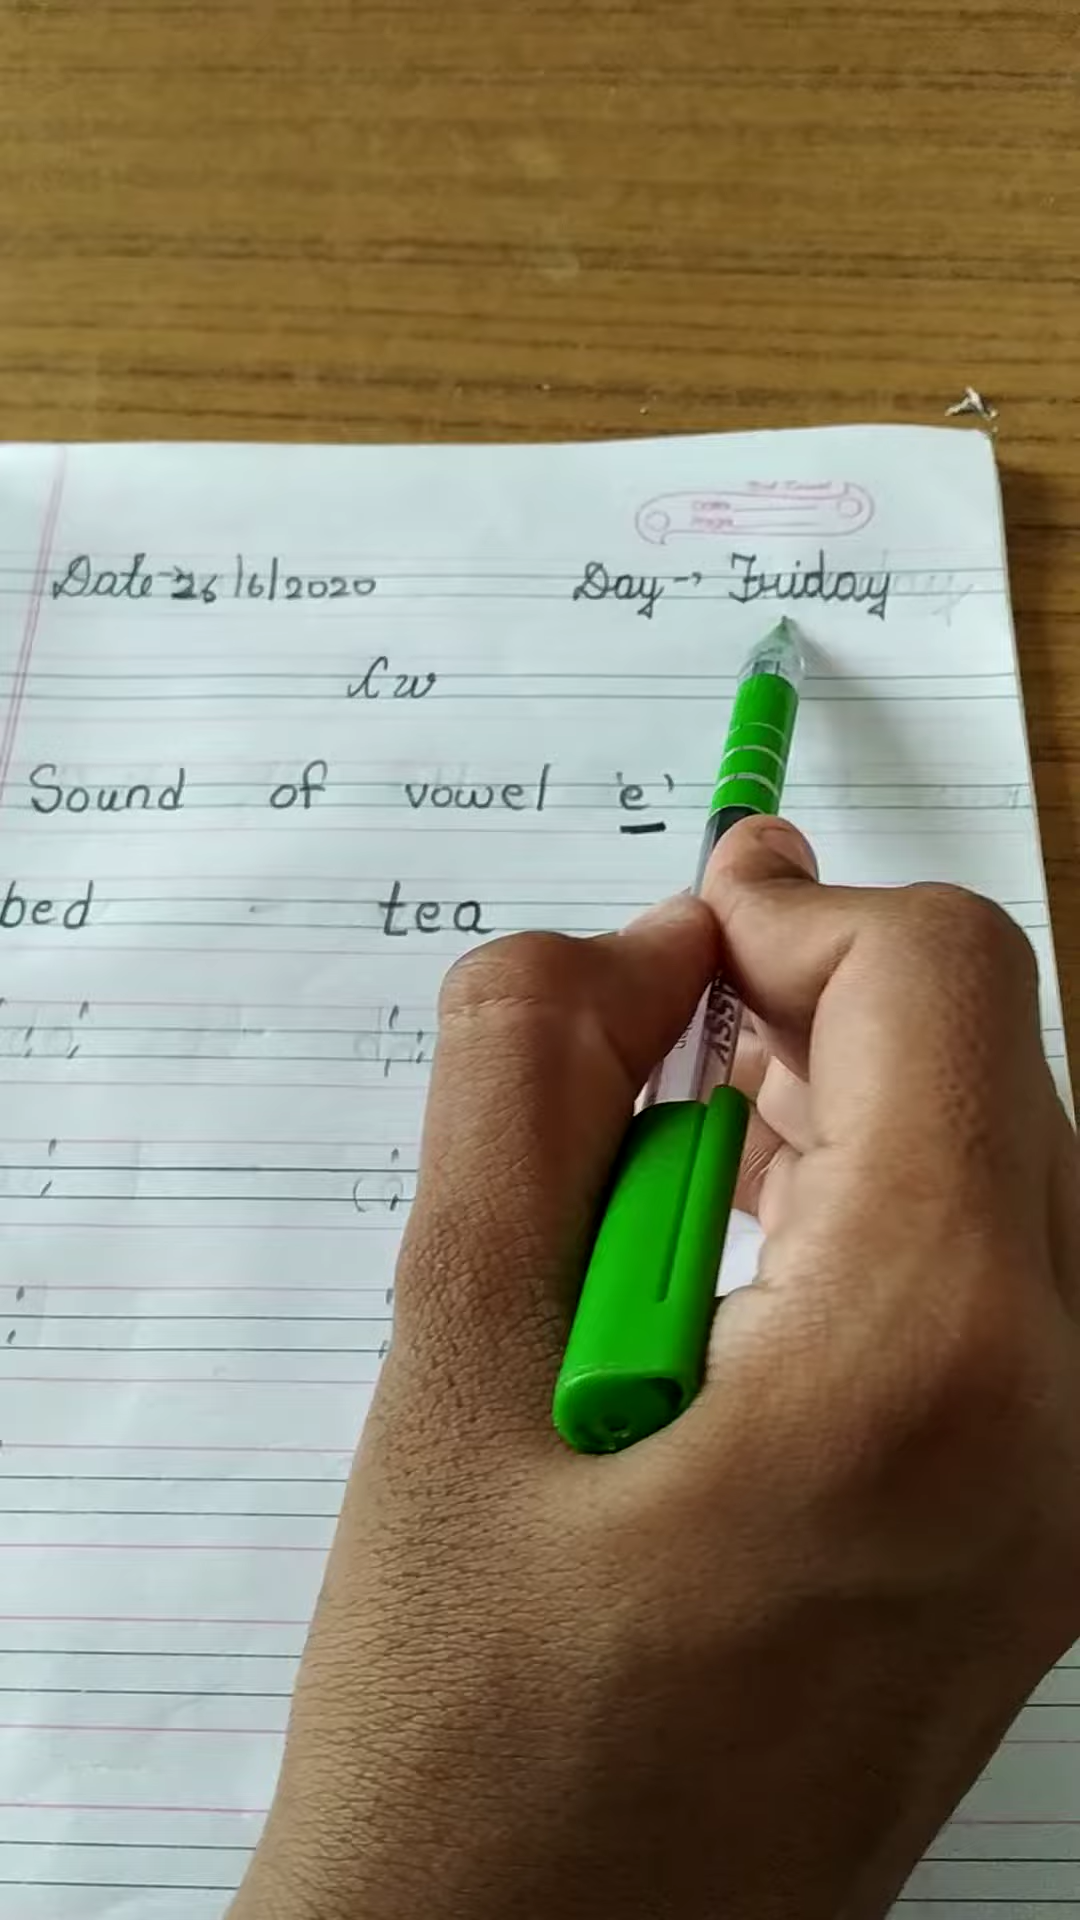 Date→26/6/2020 Day→ Friday
Cw
Sound of vowel 'e'
bed tea